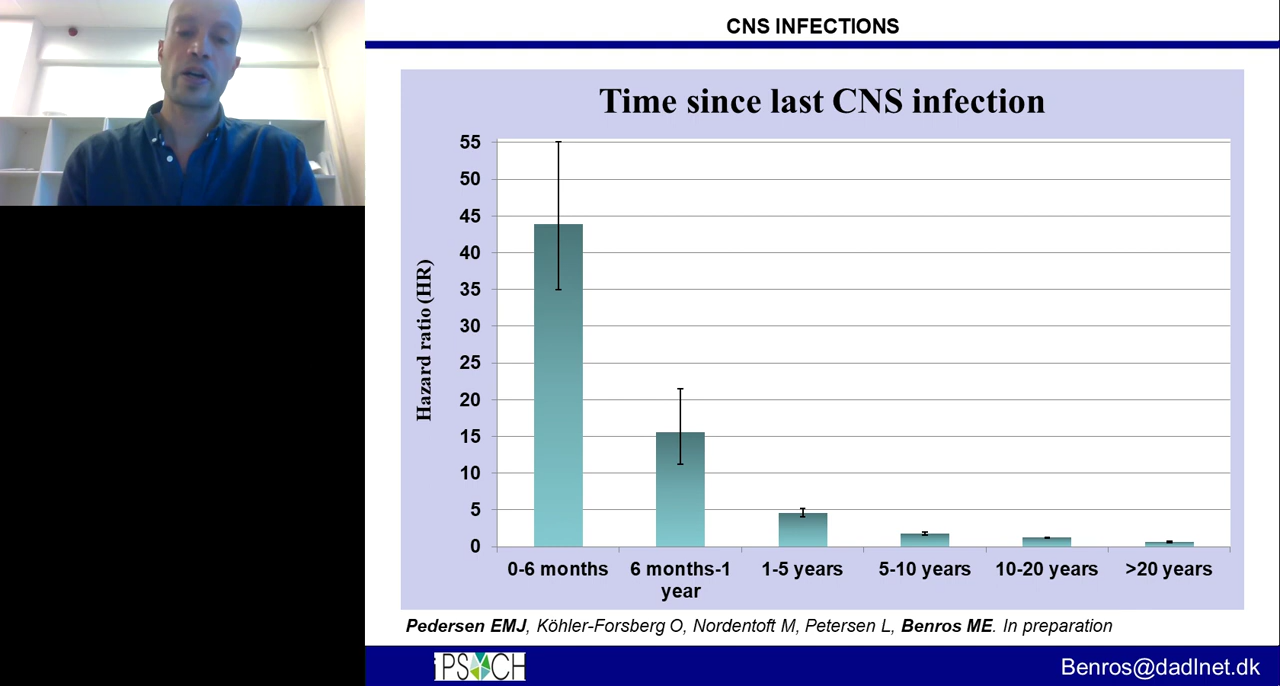 CNS INFECTIONS
Time since last CNS infection
Hazard ratio (HR)
55
50
45
40
35
30
25
20
15
10
5
0
0-6 months
6 months-1
year
1-5 years
5-10 years
10-20 years
>20 years
Pedersen EMJ, Köhler-Forsberg O, Nordentoft M, Petersen L, Benros ME. In preparation
iPSYCH
Benros@dadlnet.dk